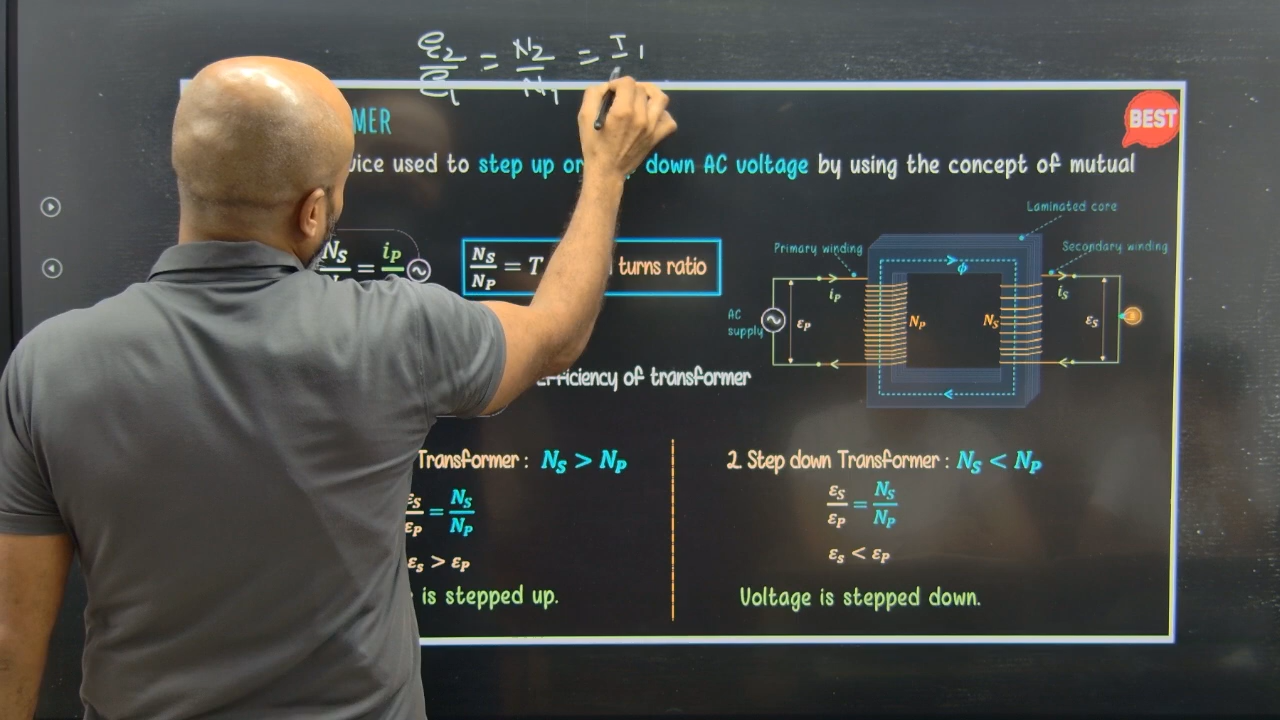 ε2/ε1 = N2/N1 = I1
MER
BEST
vice used to step up or down AC voltage by using the concept of mutual
Laminated core
Primary winding
Secondary winding
NS = iP
NS/NP = T turns ratio
ϕ
iP
iS
AC supply
εP
NP
NS
εS
Efficiency of transformer
Transformer : NS > NP
2. Step down Transformer : NS < NP
εS/εP = NS/NP
εS/εP = NS/NP
εS > εP
εS < εP
is stepped up.
Voltage is stepped down.